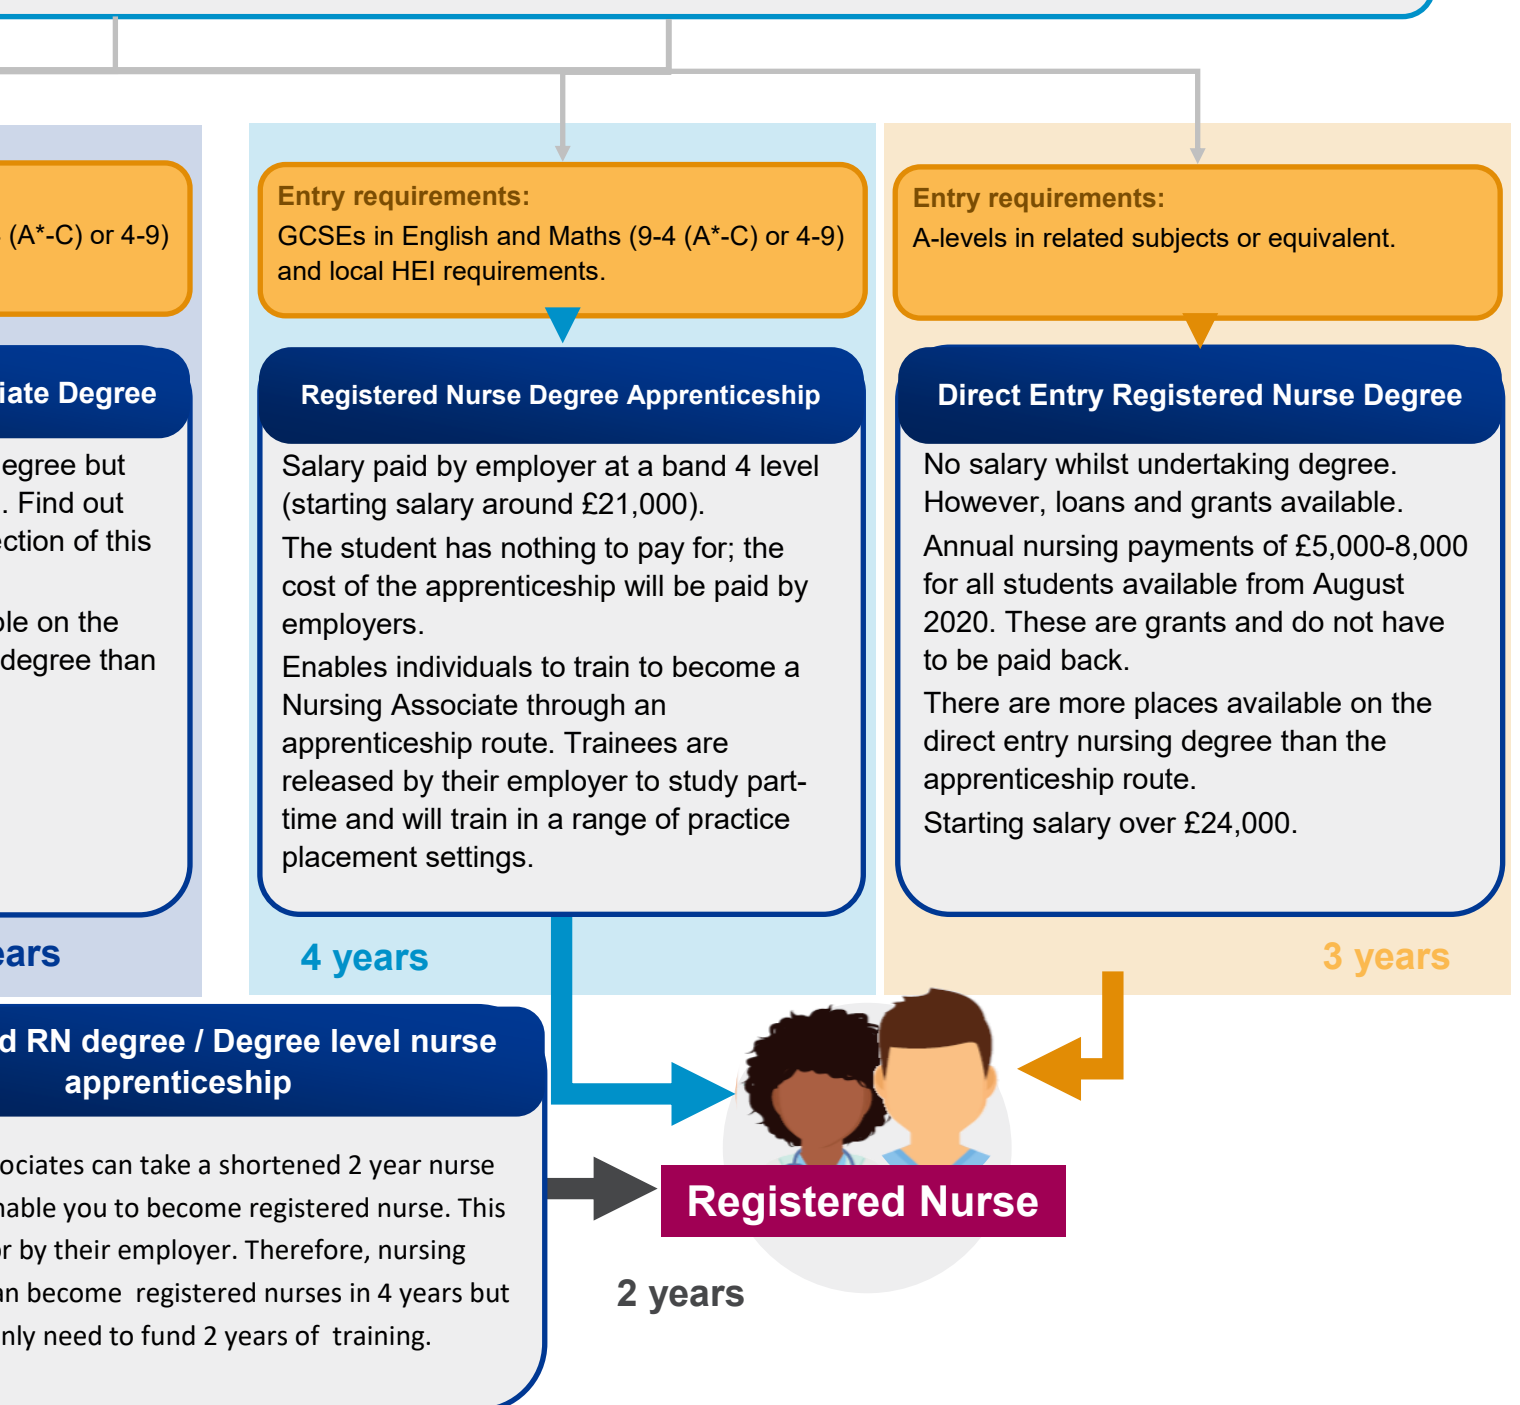 (A*-C) or 4-9)
iate Degree
egree but
. Find out
ection of this
ble on the
degree than
ears
Entry requirements:
GCSEs in English and Maths (9-4 (A*-C) or 4-9)
and local HEI requirements.
Registered Nurse Degree Apprenticeship
Salary paid by employer at a band 4 level
(starting salary around £21,000).
The student has nothing to pay for; the
cost of the apprenticeship will be paid by
employers.
Enables individuals to train to become a
Nursing Associate through an
apprenticeship route. Trainees are
released by their employer to study part-
time and will train in a range of practice
placement settings.
4 years
Entry requirements:
A-levels in related subjects or equivalent.
Direct Entry Registered Nurse Degree
No salary whilst undertaking degree.
However, loans and grants available.
Annual nursing payments of £5,000-8,000
for all students available from August
2020. These are grants and do not have
to be paid back.
There are more places available on the
direct entry nursing degree than the
apprenticeship route.
Starting salary over £24,000.
3 years
d RN degree / Degree level nurse
apprenticeship
ociates can take a shortened 2 year nurse
nable you to become registered nurse. This
or by their employer. Therefore, nursing
an become registered nurses in 4 years but
nly need to fund 2 years of training.
Registered Nurse
2 years